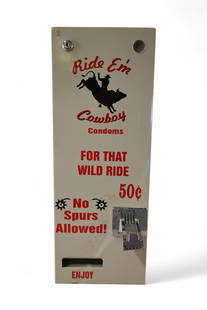 Ride Em'
Cowboy
Condoms
FOR THAT
WILD RIDE
50¢
No
Spurs
Allowed!
ENJOY